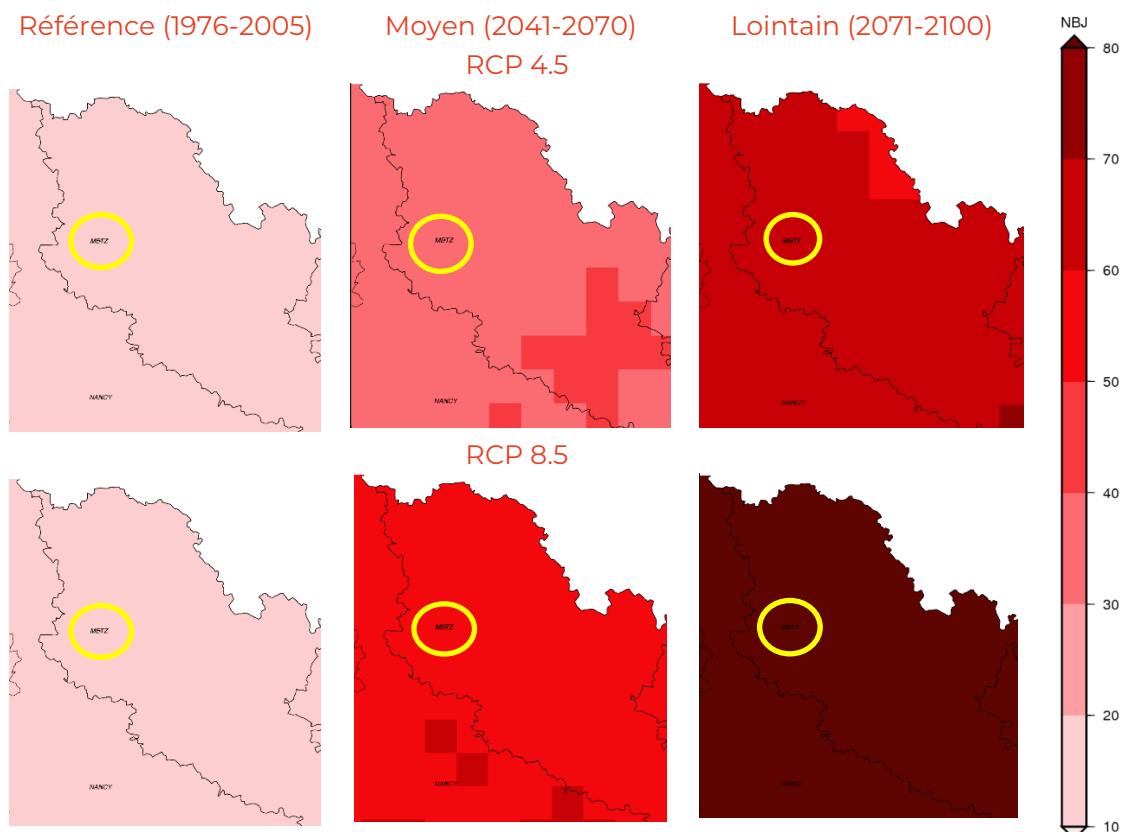 Référence (1976-2005)
Moyen (2041-2070)
Lointain (2071-2100)
NBJ
RCP 4.5
80
70
60
50
40
30
20
10
METZ
METZ
METZ
NANCY
NANCY
RCP 8.5
METZ
METZ
METZ
NANCY
NANCY